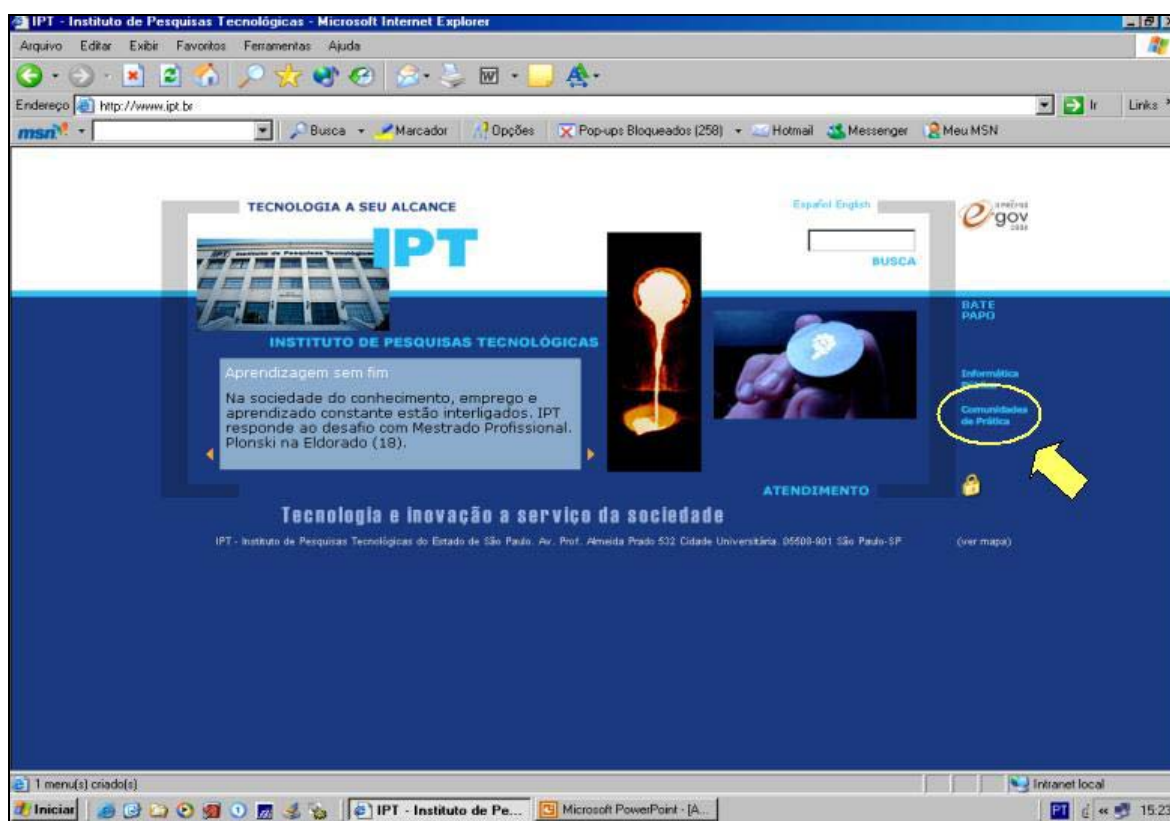 IPT - Instituto de Pesquisas Tecnológicas - Microsoft Internet Explorer
Arquivo Editar Exibir Favoritos Ferramentas Ajuda
Endereço http://www.ipt.br Ir Links
msn Busca Marcador Opções Pop-ups Bloqueados (258) Hotmail Messenger Meu MSN
TECNOLOGIA A SEU ALCANCE
IPT
Español English
BUSCA
e-gov
BATE
PAPO
INSTITUTO DE PESQUISAS TECNOLÓGICAS
Aprendizagem sem fim
Na sociedade do conhecimento, emprego e
aprendizado constante estão interligados. IPT
responde ao desafio com Mestrado Profissional.
Plonski na Eldorado (18).
Informática
Comunidades
de Prática
ATENDIMENTO
Tecnologia e inovação a serviço da sociedade
IPT - Instituto de Pesquisas Tecnológicas do Estado de São Paulo. Av. Prof. Almeida Prado 532 Cidade Universitária. 05508-901 São Paulo-SP (ver mapa)
1 menu(s) criado(s) Intranet local
Iniciar IPT - Instituto de Pe... Microsoft PowerPoint - [A... PT 15:23